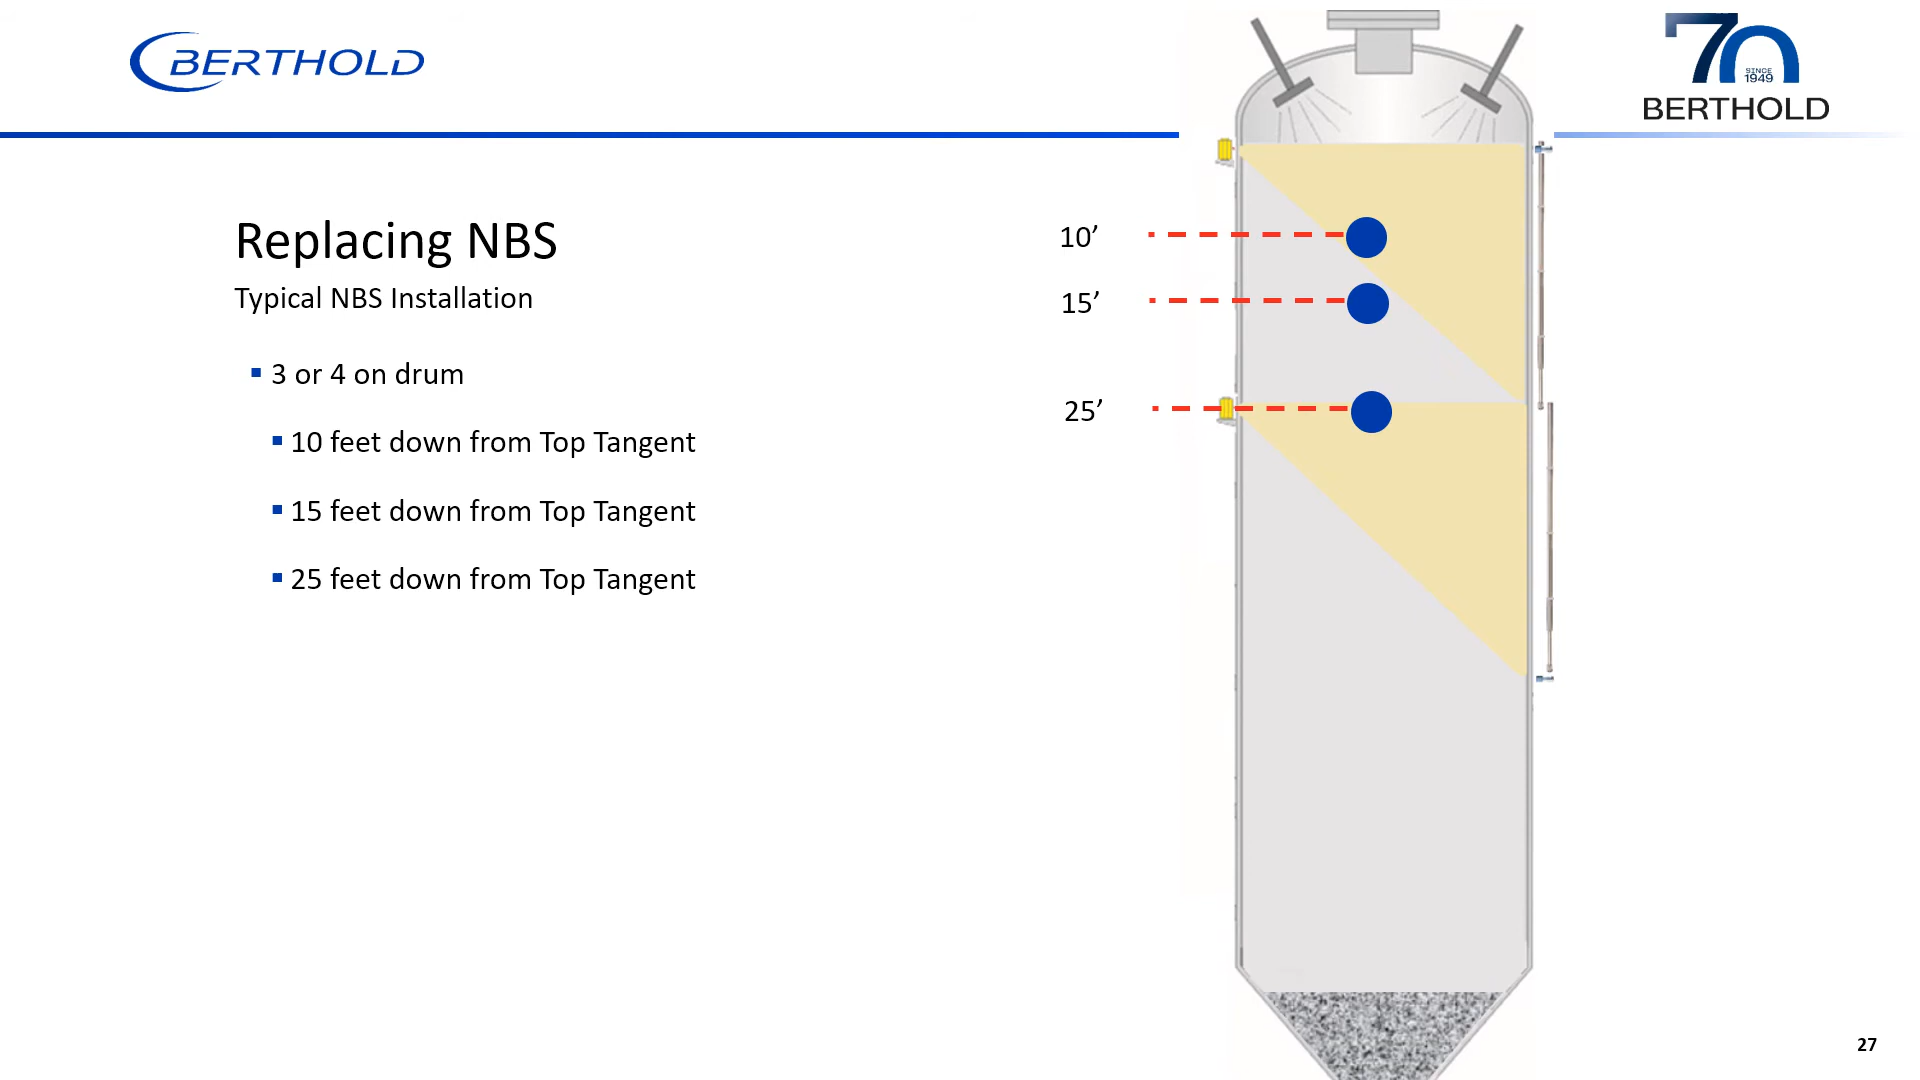 BERTHOLD
70
SINCE
1949
BERTHOLD
Replacing NBS
Typical NBS Installation
3 or 4 on drum
10 feet down from Top Tangent
15 feet down from Top Tangent
25 feet down from Top Tangent
10’
15’
25’
27